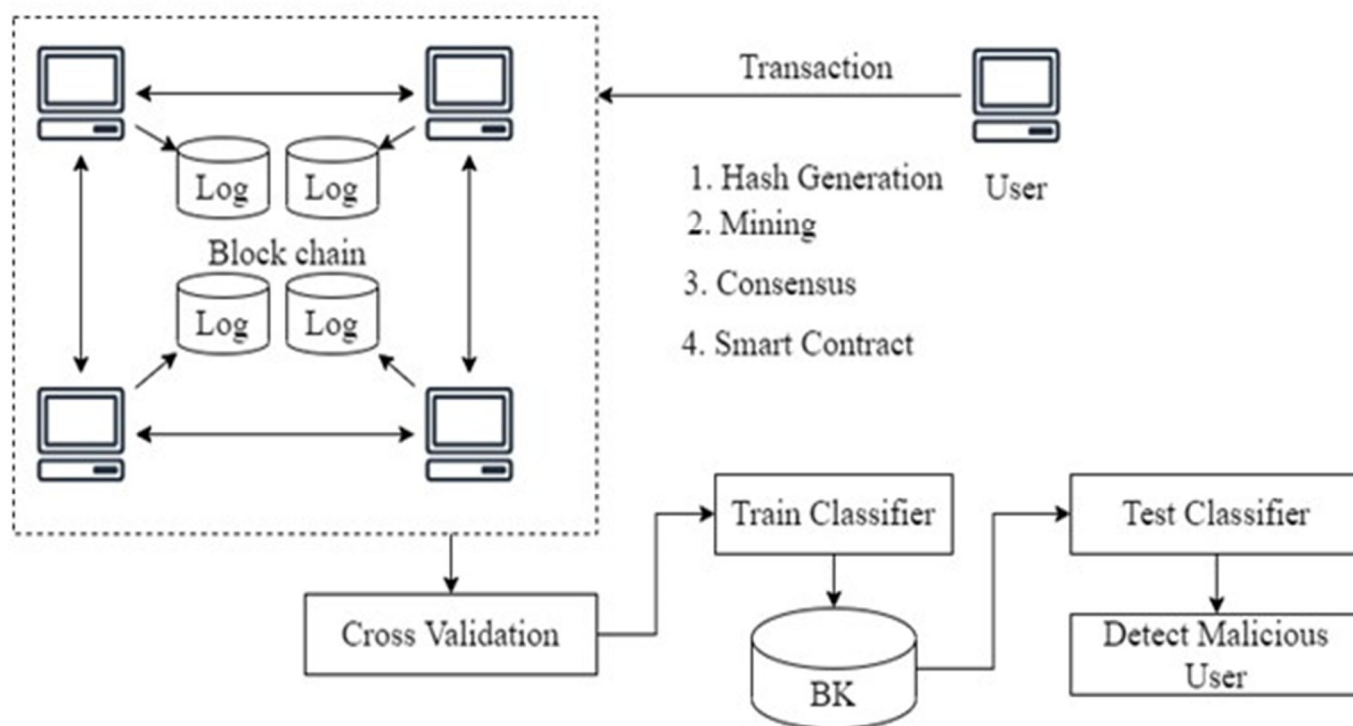 Transaction
User
1. Hash Generation
2. Mining
3. Consensus
4. Smart Contract
Log
Log
Block chain
Log
Log
Cross Validation
Train Classifier
BK
Test Classifier
Detect Malicious
User